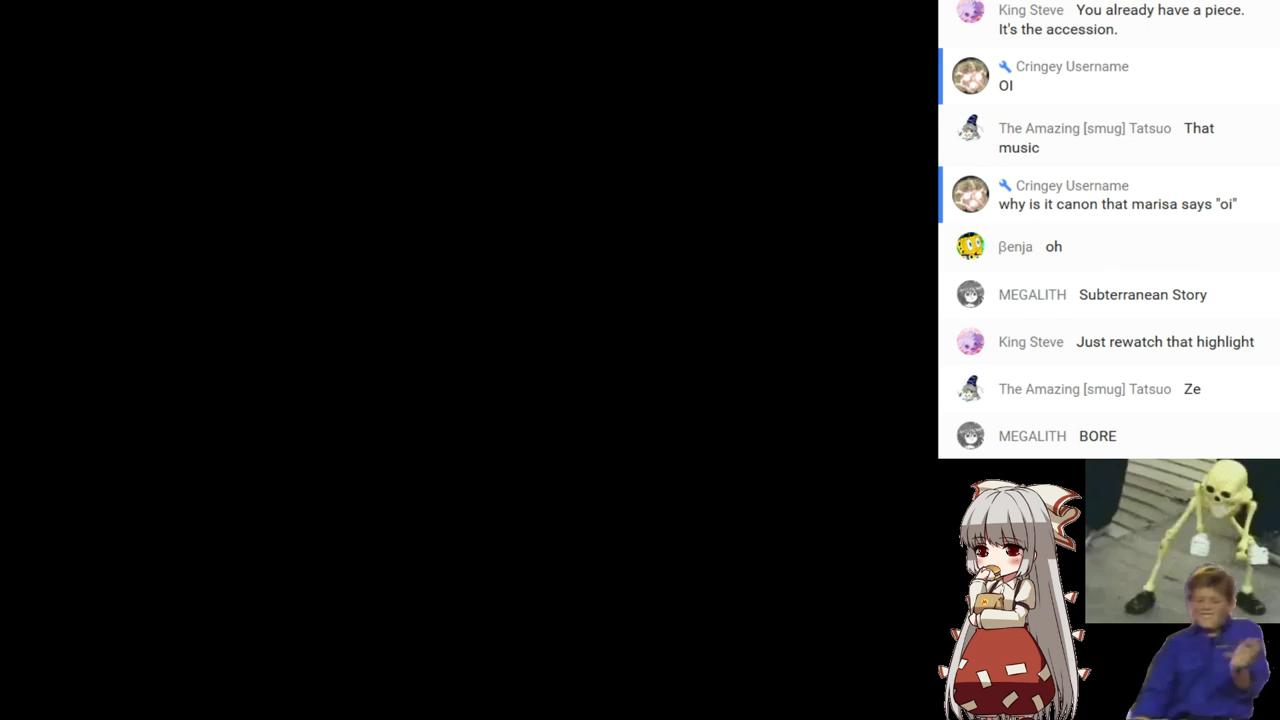 King Steve You already have a piece.
It's the accession.
Cringey Username
OI
The Amazing [smug] Tatsuo That
music
Cringey Username
why is it canon that marisa says "oi"
βenja oh
MEGALITH Subterranean Story
King Steve Just rewatch that highlight
The Amazing [smug] Tatsuo Ze
MEGALITH BORE